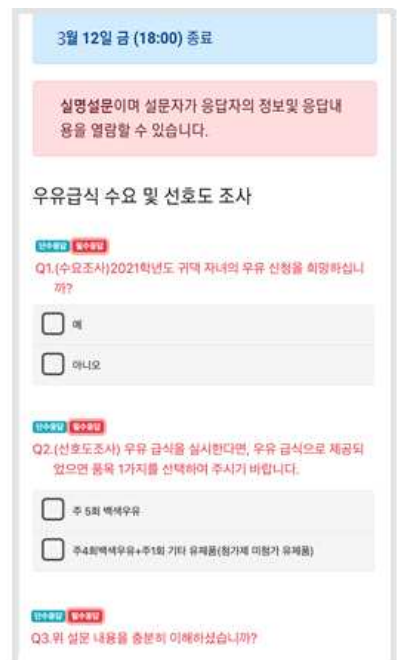 3월 12일 금 (18:00) 종료
실명설문이며 설문자가 응답자의 정보및 응답내
용을 열람할 수 있습니다.
우유급식 수요 및 선호도 조사
단수응답 필수응답
Q1.(수요조사)2021학년도 귀댁 자녀의 우유 신청을 희망하십니
까?
예
아니오
단수응답 필수응답
Q2.(선호도조사) 우유 급식을 실시한다면, 우유 급식으로 제공되
었으면 품목 1가지를 선택하여 주시기 바랍니다.
주 5회 백색우유
주4회백색우유+주1회 기타 유제품(첨가제 미첨가 유제품)
단수응답 필수응답
Q3.위 설문 내용을 충분히 이해하셨습니까?